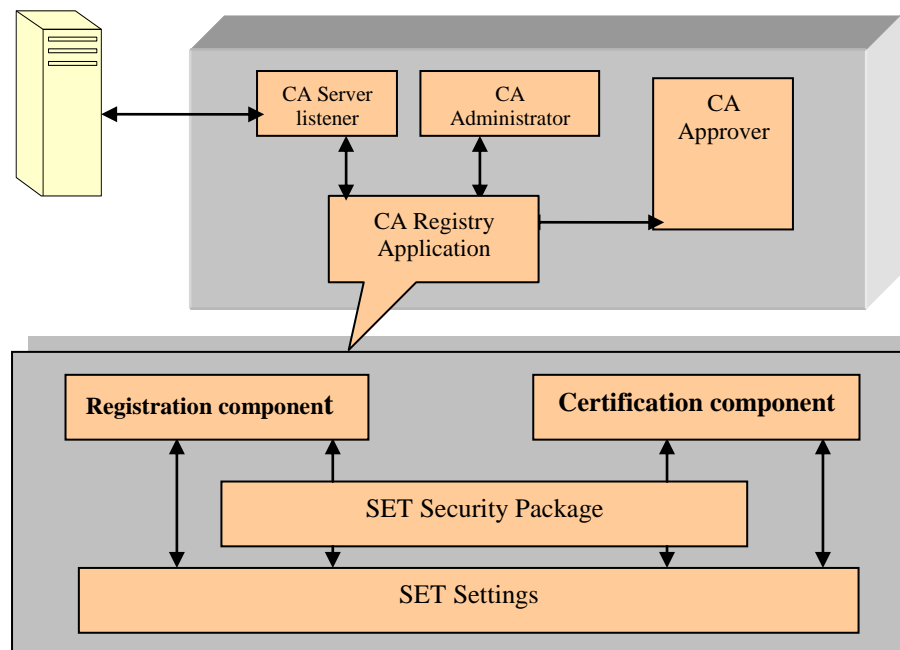 CA Server
listener
CA
Administrator
CA
Approver
CA Registry
Application
Registration component
Certification component
SET Security Package
SET Settings